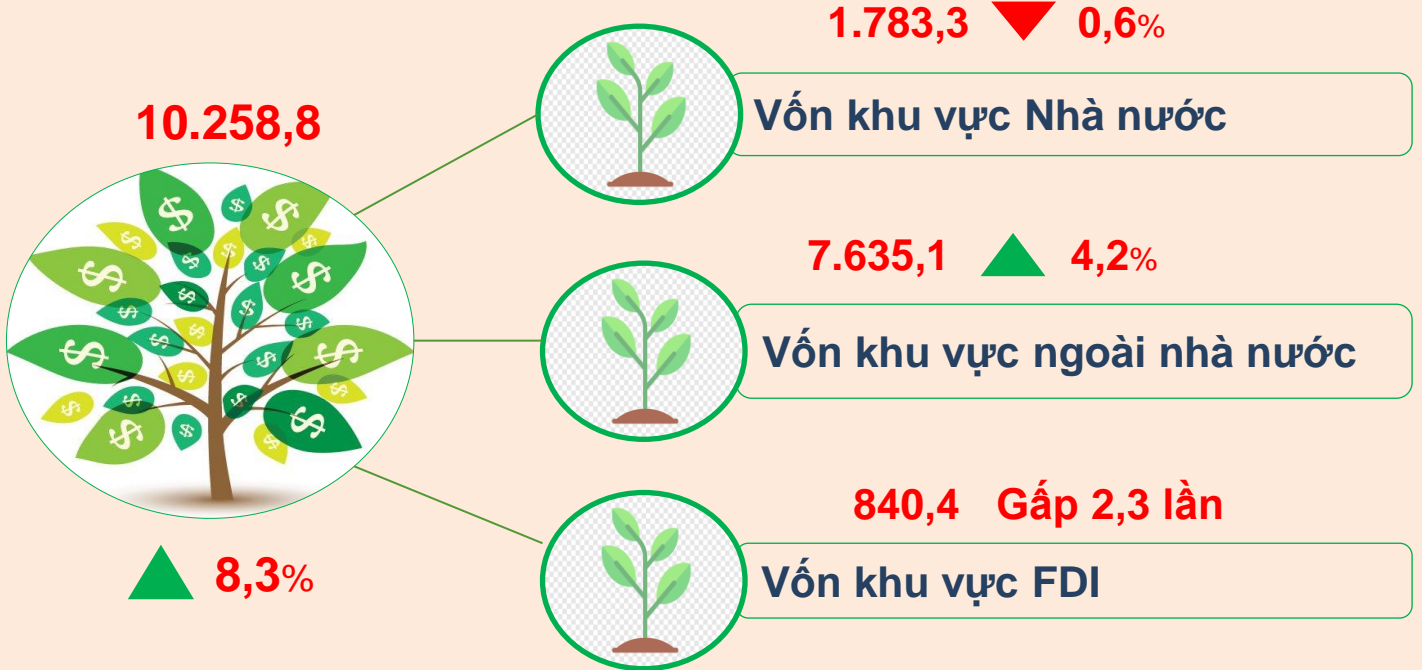 10.258,8
8,3%
1.783,3 0,6%
Vốn khu vực Nhà nước
7.635,1 4,2%
Vốn khu vực ngoài nhà nước
840,4 Gấp 2,3 lần
Vốn khu vực FDI